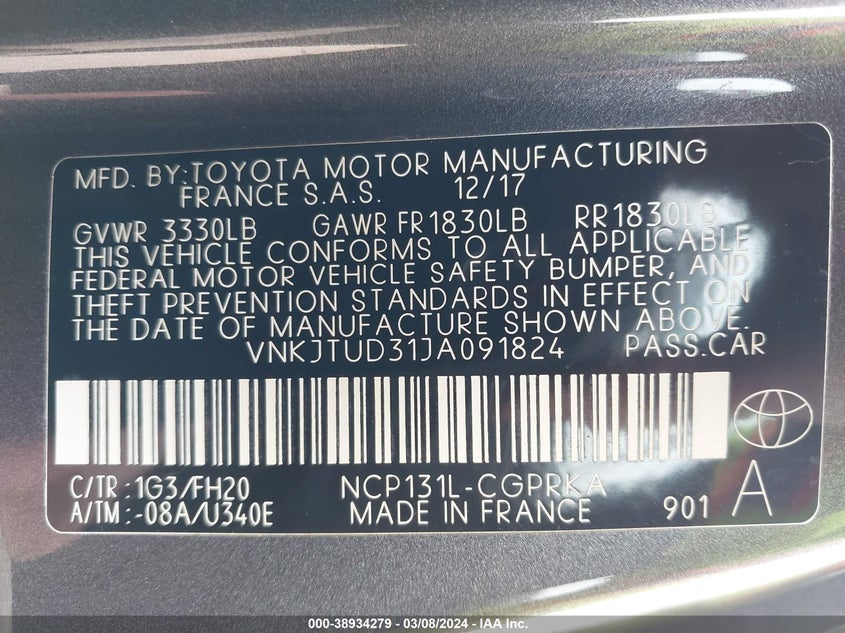 MFD. BY:TOYOTA MOTOR MANUFACTURING
FRANCE S.A.S. 12/17
GVWR 3330LB GAWR FR1830LB RR1830LB
THIS VEHICLE CONFORMS TO ALL APPLICABLE
FEDERAL MOTOR VEHICLE SAFETY BUMPER, AND
THEFT PREVENTION STANDARDS IN EFFECT ON
THE DATE OF MANUFACTURE SHOWN ABOVE.
VNKJTUD31JA091824 PASS.CAR
C/TR :1G3/FH20 NCP131L-CGPRKA
A/TM :-08A/U340E MADE IN FRANCE 901 A
000-38934279 - 03/08/2024 - IAA Inc.